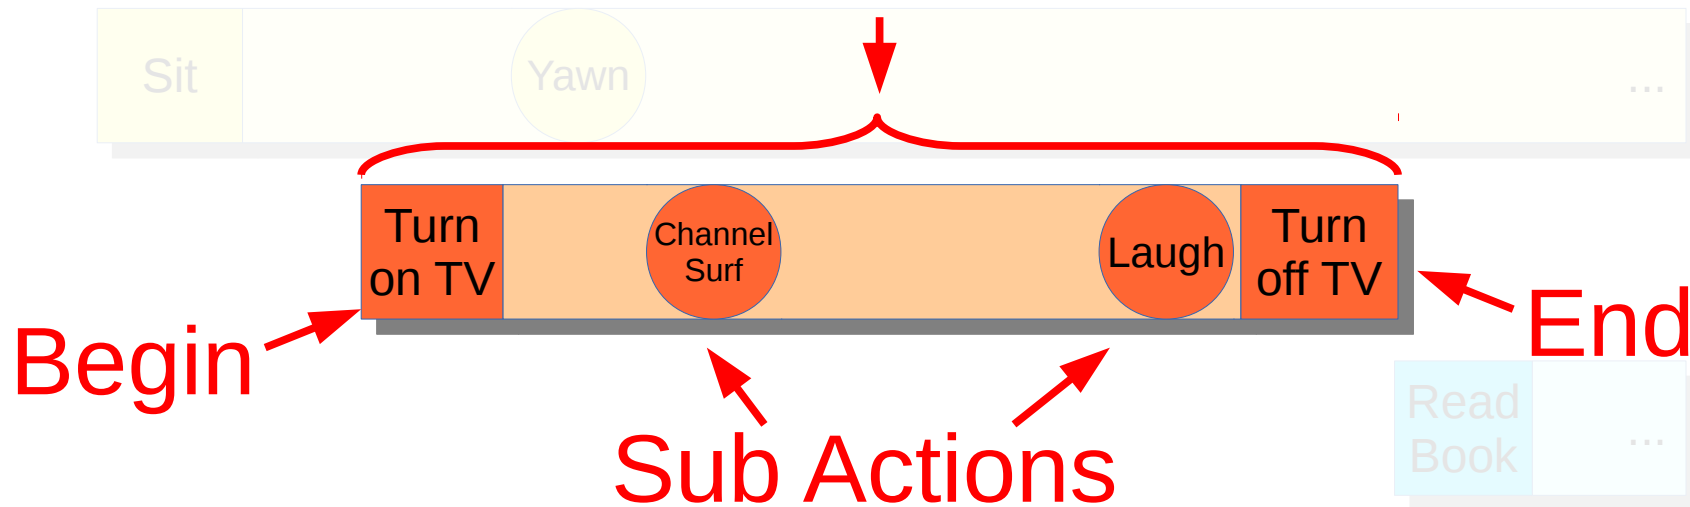 Sit
Yawn
...
Turn
on TV
Channel
Surf
Laugh
Turn
off TV
Begin
End
Sub Actions
Read
Book
...